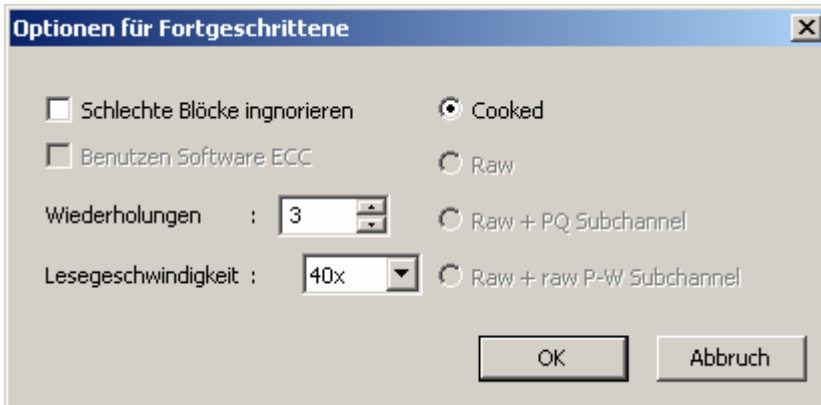 Optionen für Fortgeschrittene
Schlechte Blöcke ingnorieren
Cooked
Benutzen Software ECC
Raw
Wiederholungen : 3
Raw + PQ Subchannel
Lesegeschwindigkeit : 40x
Raw + raw P-W Subchannel
OK
Abbruch